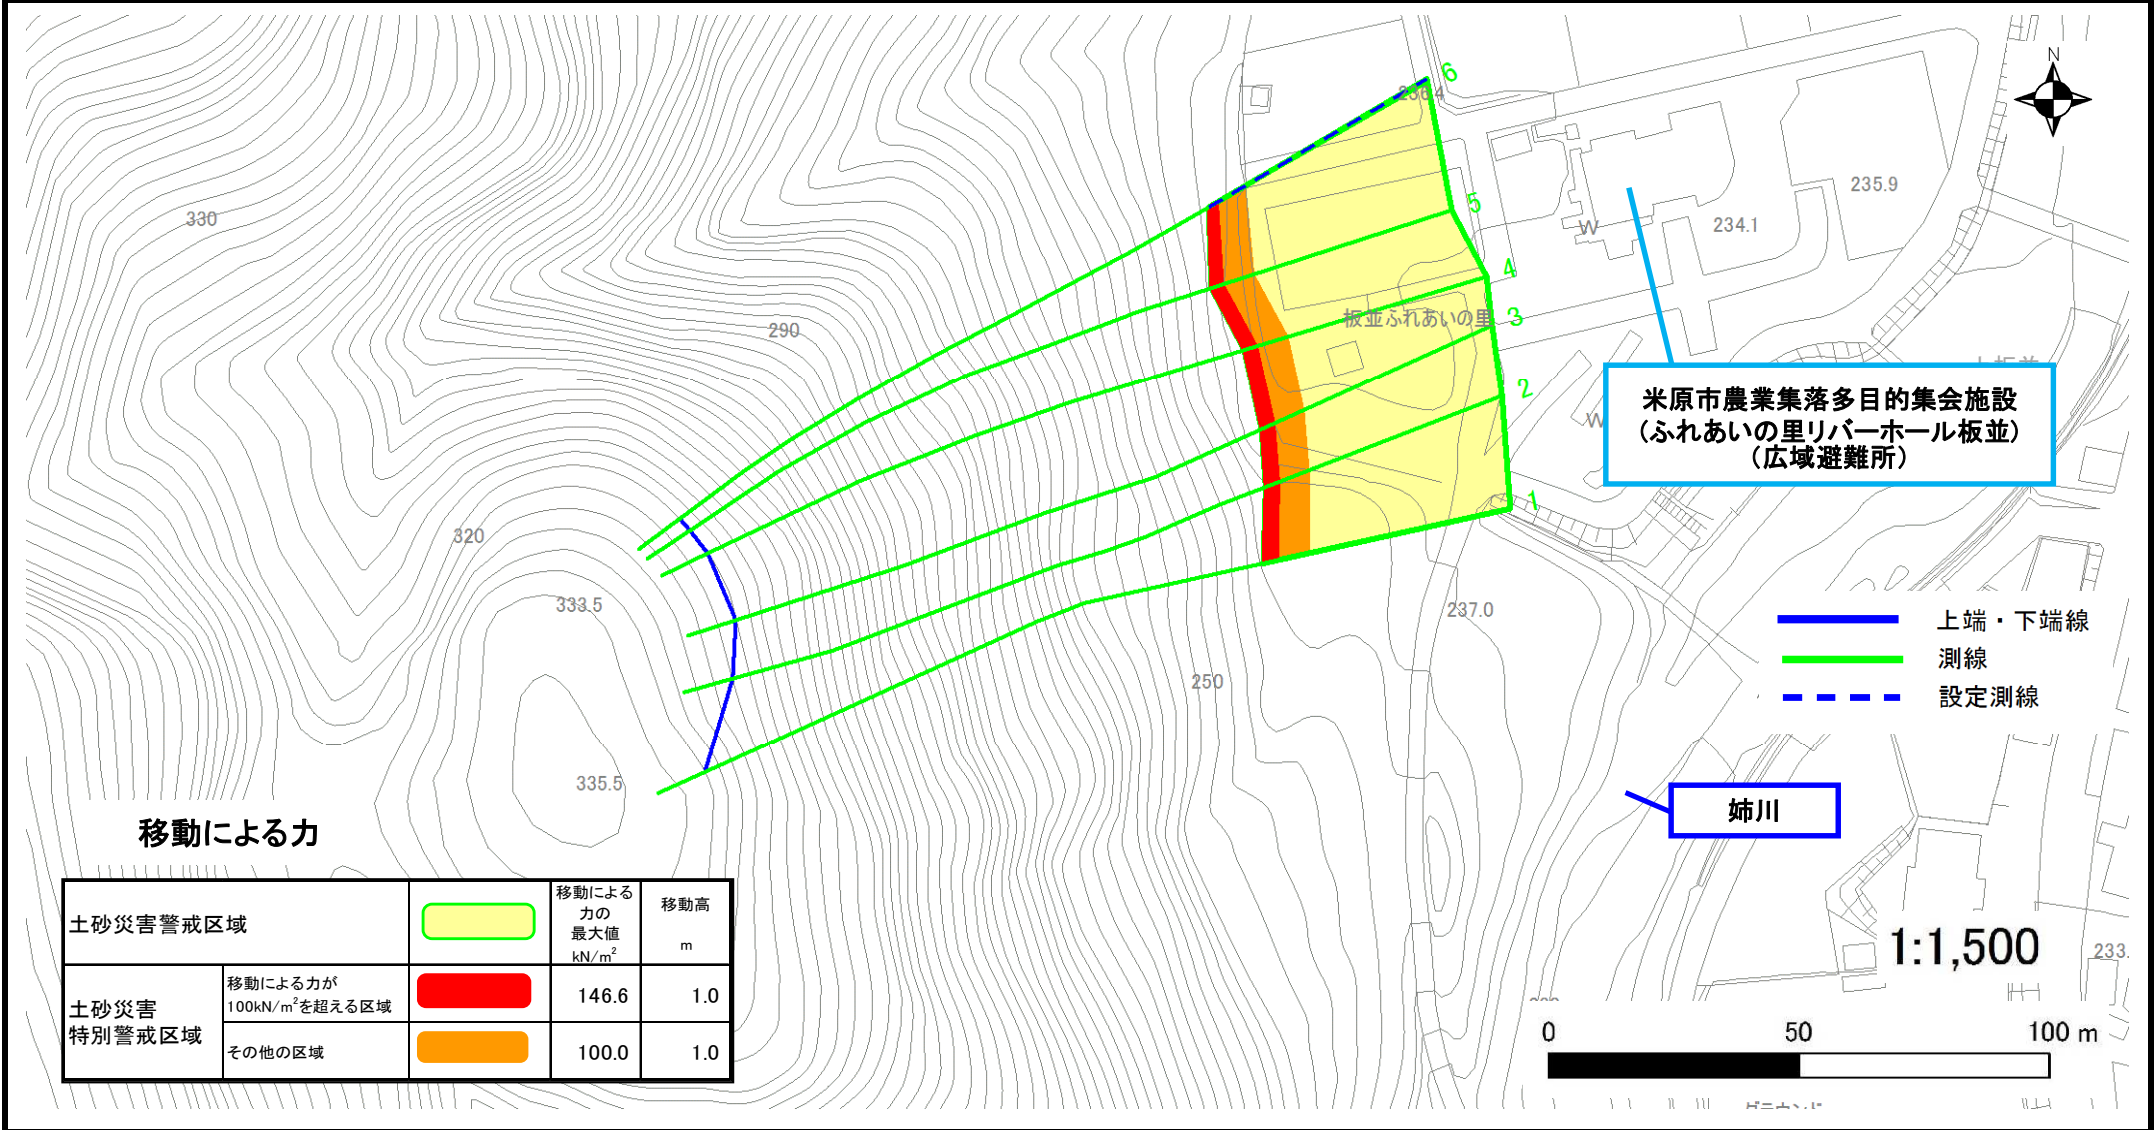 N
6
236.4
5
4
3
2
1
330
290
320
333.5
335.5
250
237.0
235.9
234.1
W
W
板並ふれあいの里
米原市農業集落多目的集会施設
(ふれあいの里リバーホール板並)
(広域避難所)
上端・下端線
測線
設定測線
姉川
移動による力
土砂災害警戒区域
移動による
力の
最大値
kN/m²
移動高
m
土砂災害
特別警戒区域
移動による力が
100kN/m²を超える区域
146.6
1.0
その他の区域
100.0
1.0
1:1,500
233.
0
50
100 m